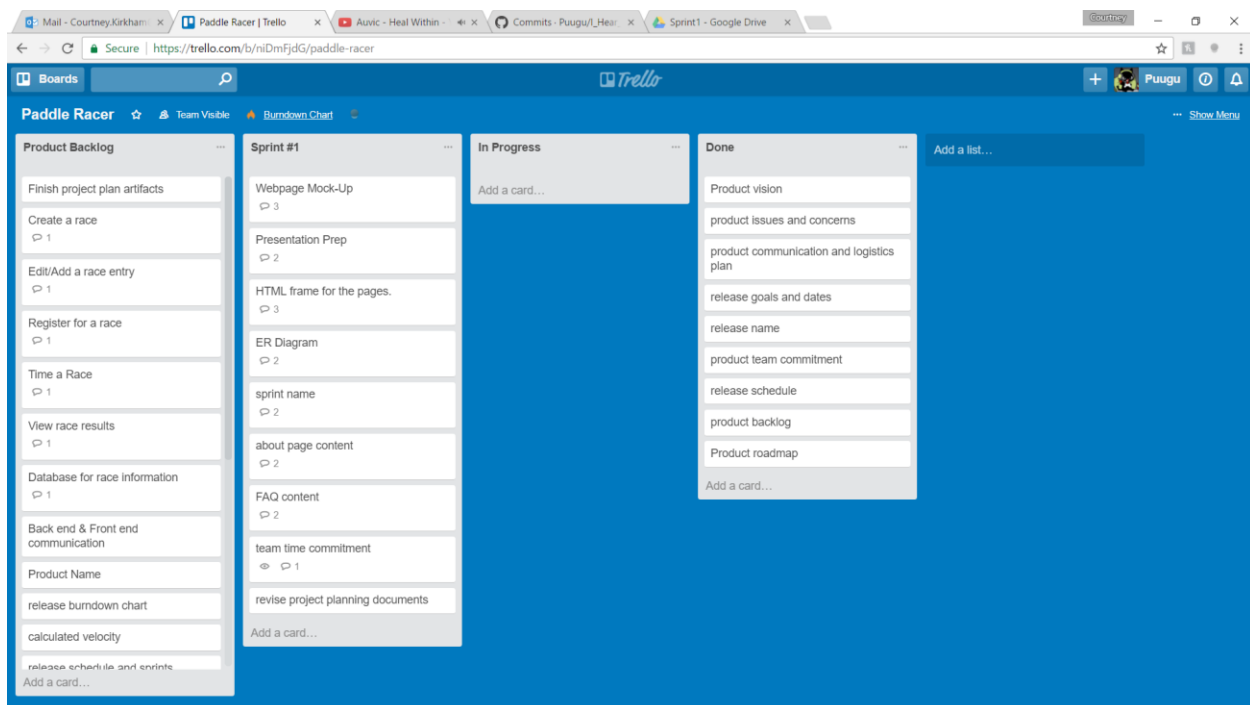 Mail - Courtney.Kirkham
Paddle Racer | Trello
Auvic - Heal Within -
Commits · Puugu/I_Hear
Sprint1 - Google Drive
Courtney
Secure | https://trello.com/b/niDmFjdG/paddle-racer
Boards
Trello
Puugu
Paddle Racer
Team Visible
Burndown Chart
Show Menu
Product Backlog
Finish project plan artifacts
Create a race
1
Edit/Add a race entry
1
Register for a race
1
Time a Race
1
View race results
1
Database for race information
1
Back end & Front end
communication
Product Name
release burndown chart
calculated velocity
release schedule and sprints
Add a card...
Sprint #1
Webpage Mock-Up
3
Presentation Prep
2
HTML frame for the pages.
3
ER Diagram
2
sprint name
2
about page content
2
FAQ content
2
team time commitment
1
revise project planning documents
Add a card...
In Progress
Add a card...
Done
Product vision
product issues and concerns
product communication and logistics
plan
release goals and dates
release name
product team commitment
release schedule
product backlog
Product roadmap
Add a card...
Add a list...